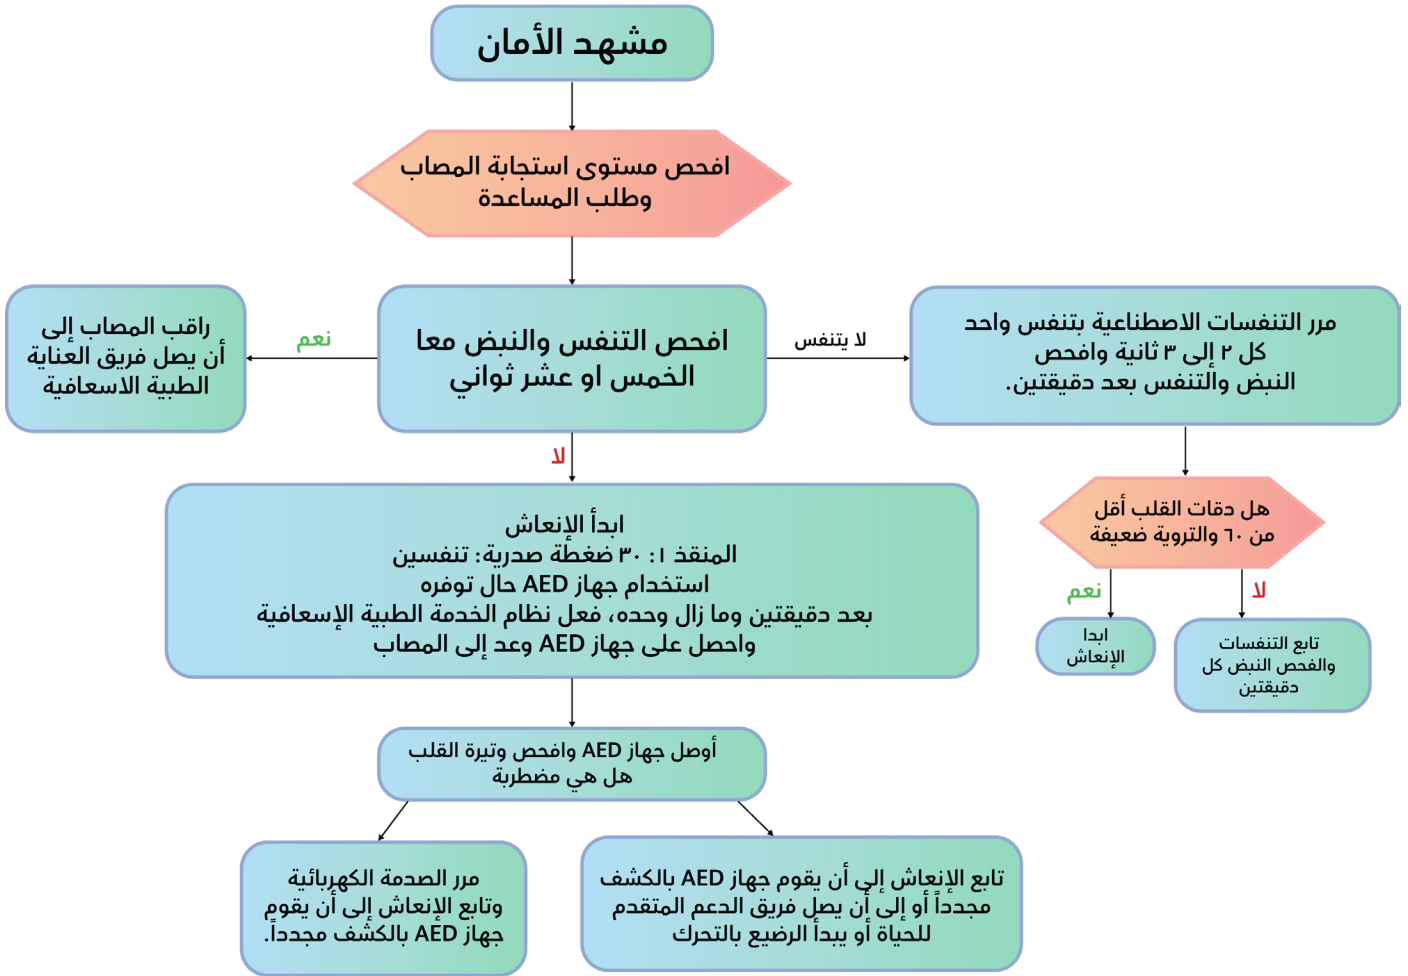 مشهد الأمان
افحص مستوى استجابة المصاب
وطلب المساعدة
افحص التنفس والنبض معا
الخمس او عشر ثواني
نعم
راقب المصاب إلى
أن يصل فريق العناية
الطبية الاسعافية
لا يتنفس
مرر التنفسات الاصطناعية بتنفس واحد
كل ٢ إلى ٣ ثانية وافحص
النبض والتنفس بعد دقيقتين.
هل دقات القلب أقل
من ٦٠ والتروية ضعيفة
نعم
ابدا
الإنعاش
لا
تابع التنفسات
والفحص النبض كل
دقيقتين
لا
ابدأ الإنعاش
المنقذ ١: ٣٠ ضغطة صدرية: تنفسين
استخدام جهاز AED حال توفره
بعد دقيقتين وما زال وحده، فعل نظام الخدمة الطبية الإسعافية
واحصل على جهاز AED وعد إلى المصاب
أوصل جهاز AED وافحص وتيرة القلب
هل هي مضطربة
تابع الإنعاش إلى أن يقوم جهاز AED بالكشف
مجدداً أو إلى أن يصل فريق الدعم المتقدم
للحياة أو يبدأ الرضيع بالتحرك
مرر الصدمة الكهربائية
وتابع الإنعاش إلى أن يقوم
جهاز AED بالكشف مجدداً.